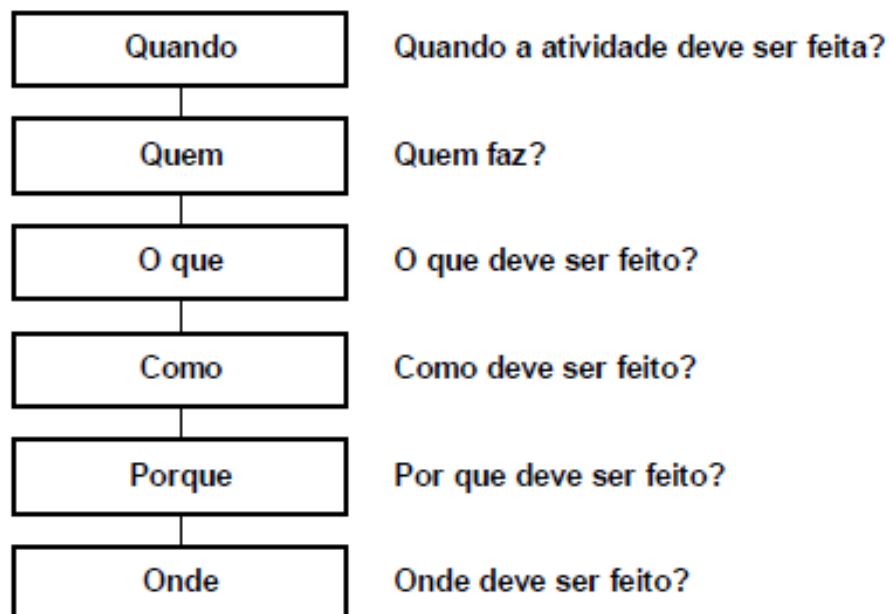 Quando Quando a atividade deve ser feita?
Quem Quem faz?
O que O que deve ser feito?
Como Como deve ser feito?
Porque Por que deve ser feito?
Onde Onde deve ser feito?